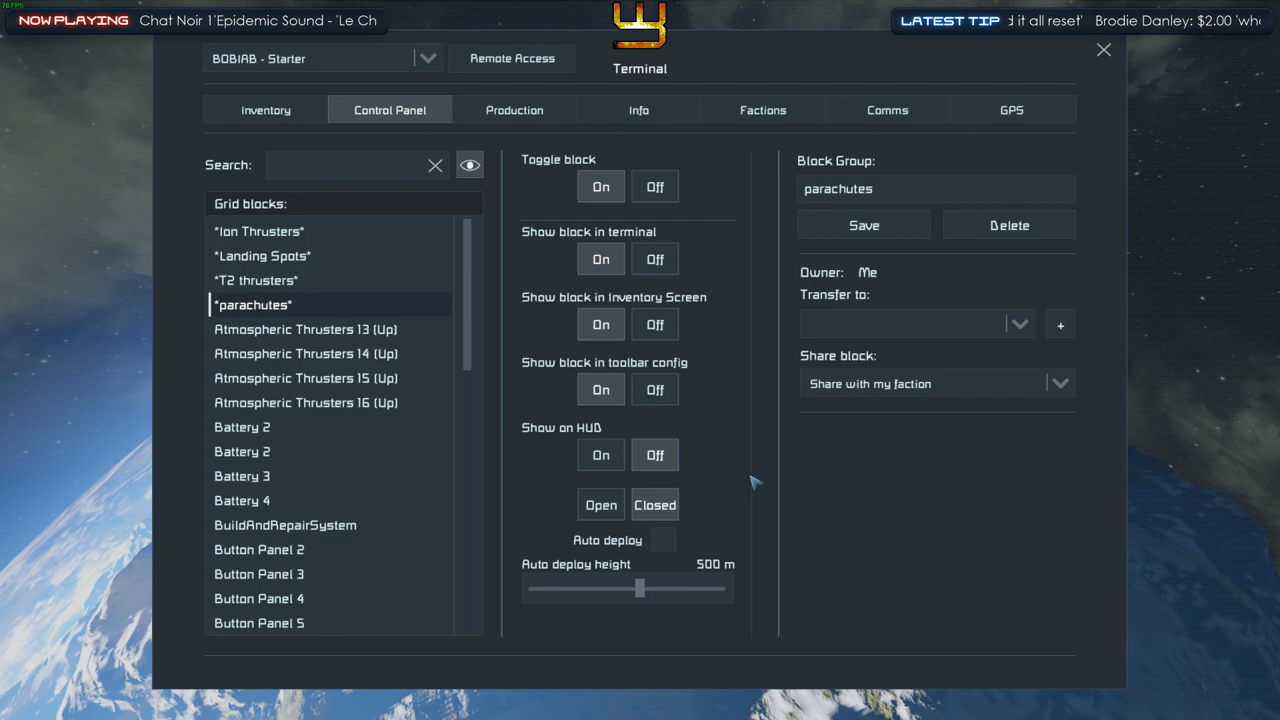 78 FPS
NOW PLAYING Chat Noir 1'Epidemic Sound - 'Le Ch
LATEST TIP d it all reset' Brodie Danley: $2.00 'who
BOBIAB - Starter
Remote Access
Terminal
Inventory
Control Panel
Production
Info
Factions
Comms
GPS
Search:
Grid blocks:
*Ion Thrusters*
*Landing Spots*
*T2 thrusters*
*parachutes*
Atmospheric Thrusters 13 (Up)
Atmospheric Thrusters 14 (Up)
Atmospheric Thrusters 15 (Up)
Atmospheric Thrusters 16 (Up)
Battery 2
Battery 2
Battery 3
Battery 4
BuildAndRepairSystem
Button Panel 2
Button Panel 3
Button Panel 4
Button Panel 5
Toggle block
On Off
Show block in terminal
On Off
Show block in Inventory Screen
On Off
Show block in toolbar config
On Off
Show on HUD
On Off
Open Closed
Auto deploy
Auto deploy height 500 m
Block Group:
parachutes
Save Delete
Owner: Me
Transfer to:
+
Share block:
Share with my faction